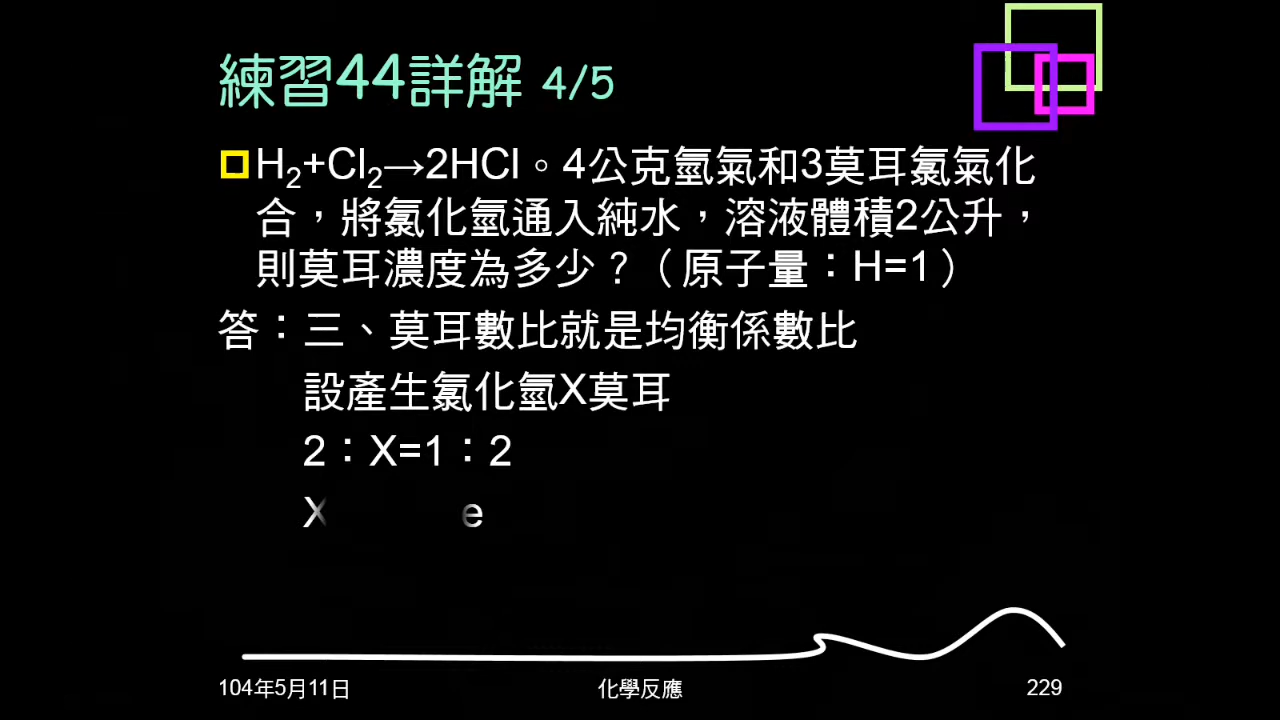 練習44詳解 4/5
H₂+Cl₂→2HCl。4公克氫氣和3莫耳氯氣化
合，將氯化氫通入純水，溶液體積2公升，
則莫耳濃度為多少？（原子量：H=1）
答：三、莫耳數比就是均衡係數比
設產生氯化氫X莫耳
2：X=1：2
X e
104年5月11日
化學反應
229